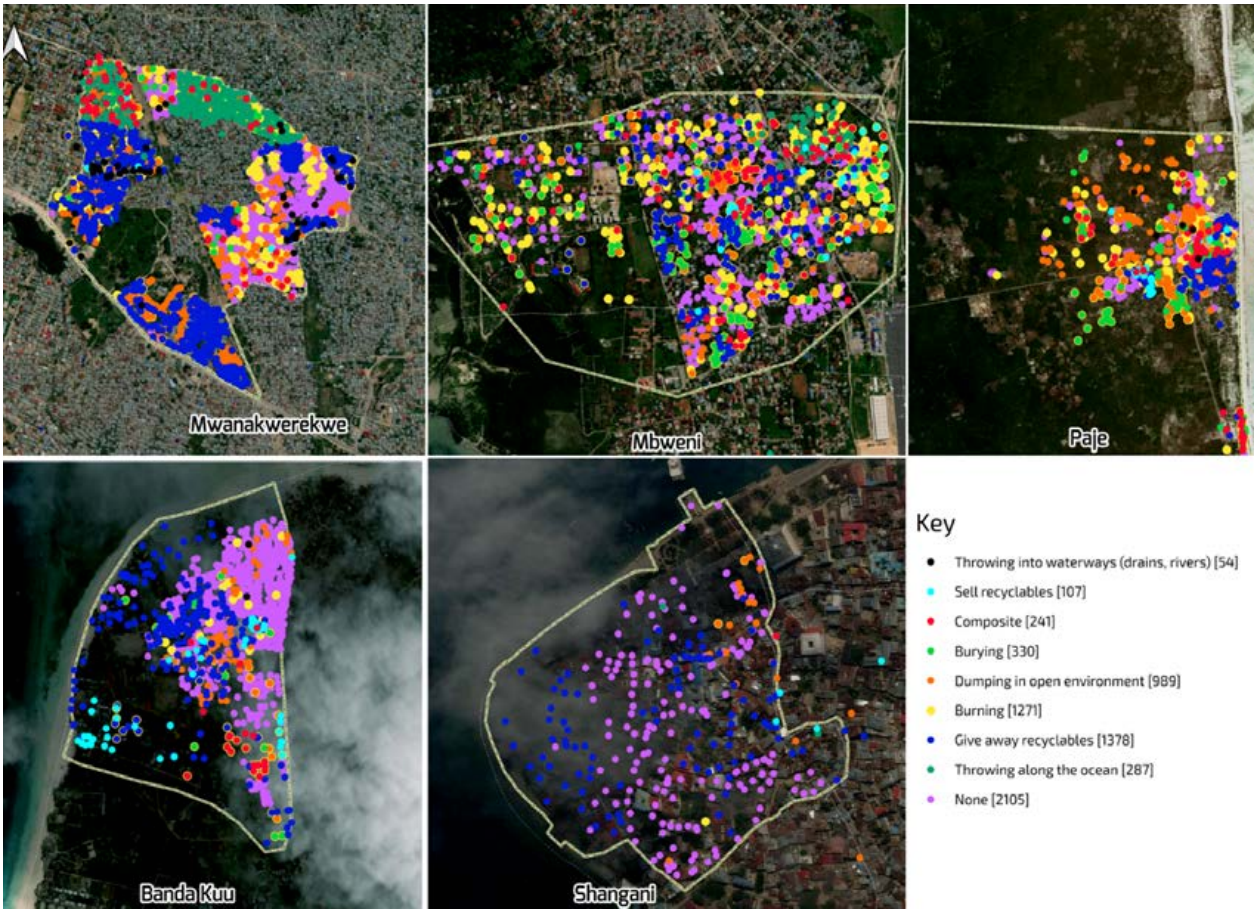 Mwanakwerekwe
Mbweni
Paje
Banda Kuu
Shangani
Key
Throwing into waterways (drains, rivers) [54]
Sell recyclables [107]
Composite [241]
Burying [330]
Dumping in open environment [989]
Burning [1271]
Give away recyclables [1378]
Throwing along the ocean [287]
None [2105]